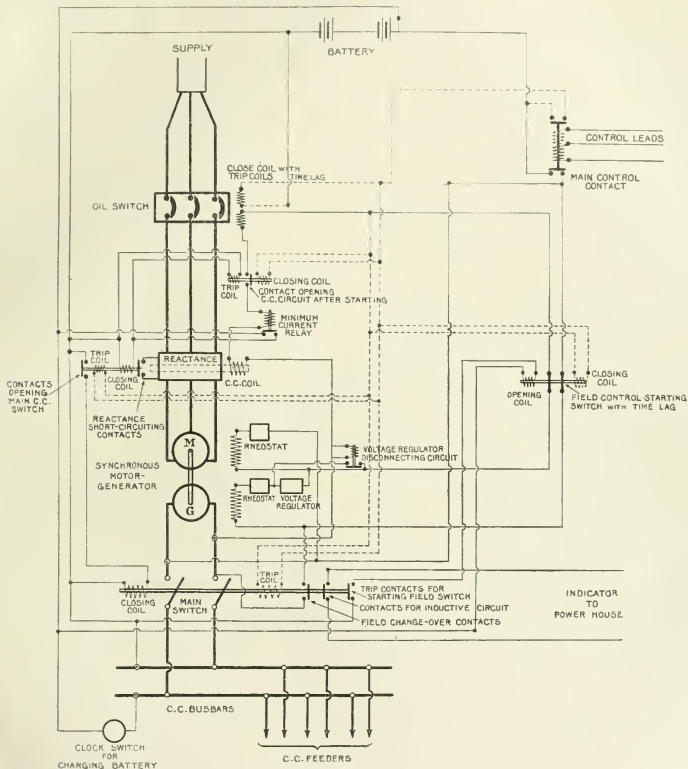 SUPPLY
BATTERY
CONTROL LEADS
MAIN CONTROL
CONTACT
CLOSE COIL WITH
TRIP COILS TIME LAG
OIL SWITCH
TRIP
COIL
CLOSING COIL
CONTACT OPENING
C.C. CIRCUIT AFTER STARTING
MINIMUM
CURRENT
RELAY
TRIP
COIL
CLOSING
COIL
REACTANCE
C.C. COIL
CONTACTS
OPENING
MAIN C.C.
SWITCH
REACTANCE
SHORT-CIRCUITING
CONTACTS
OPENING
COIL
CLOSING
COIL
FIELD CONTROL STARTING
SWITCH WITH TIME LAG
M
RNEOSTAT
VOLTAGE REGULATOR
DISCONNECTING CIRCUIT
SYNCHRONOUS
MOTOR-
GENERATOR
G
RHEOSTAT
VOLTAGE
REGULATOR
TRIP
COIL
CLOSING
COIL
MAIN
SWITCH
TRIP CONTACTS FOR
STARTING FIELD SWITCH
CONTACTS FOR INDUCTIVE CIRCUIT
FIELD CHANGE-OVER CONTACTS
INDICATOR
TO
POWER HOUSE
C.C. BUSBARS
CLOCK SWITCH
FOR
CHARGING BATTERY
C.C. FEEDERS